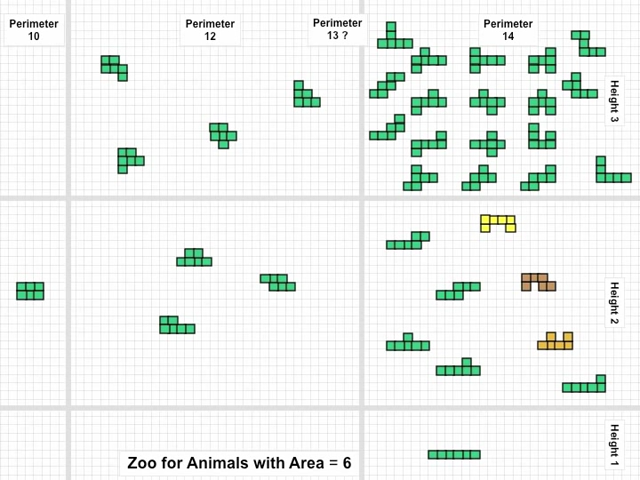 Perimeter
10
Perimeter
12
Perimeter
13 ?
Perimeter
14
Height 3
Height 2
Height 1
Zoo for Animals with Area = 6